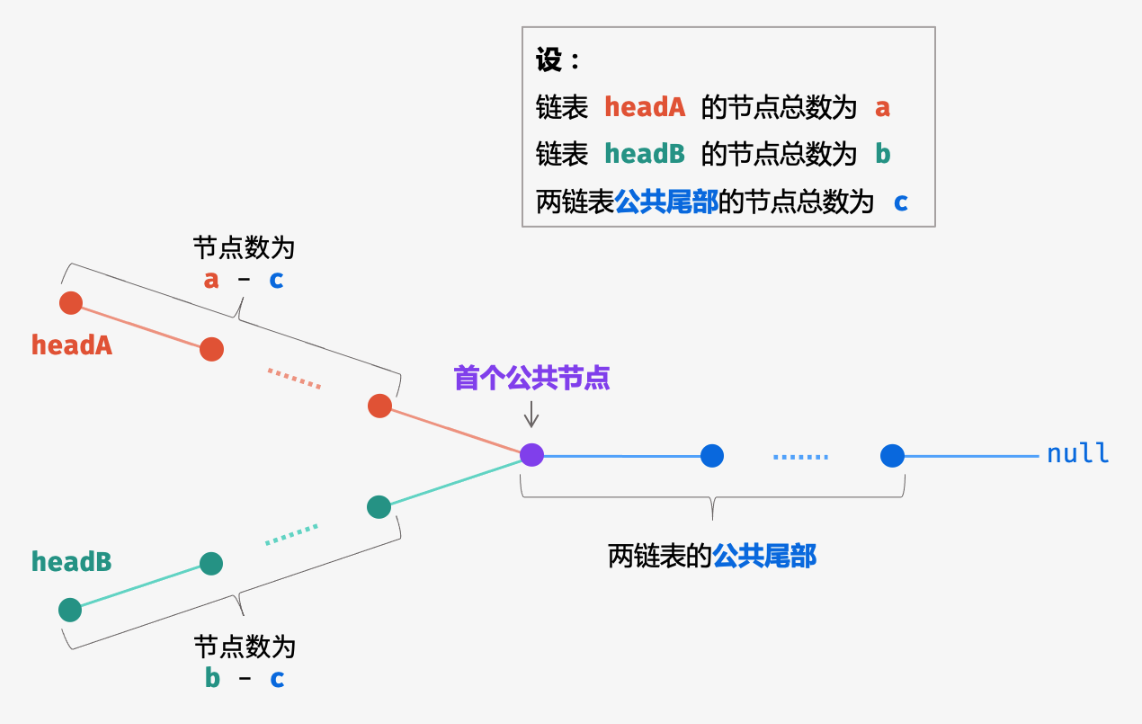 设：
链表 headA 的节点总数为 a
链表 headB 的节点总数为 b
两链表公共尾部的节点总数为 c
节点数为
a - c
headA
首个公共节点
null
headB
两链表的公共尾部
节点数为
b - c